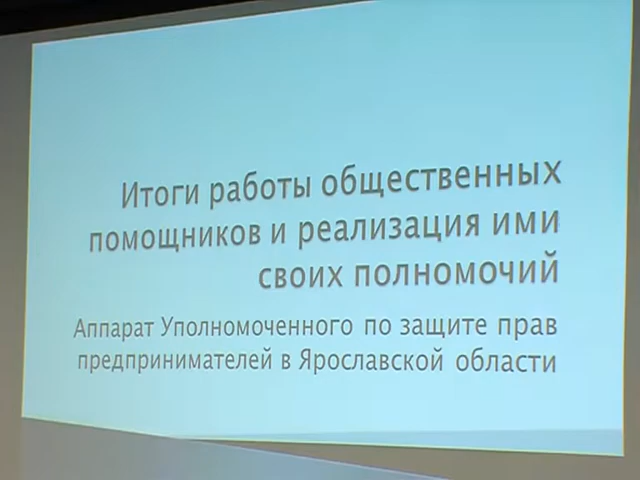 Итоги работы общественных
помощников и реализация ими
своих полномочий
Аппарат Уполномоченного по защите прав
предпринимателей в Ярославской области